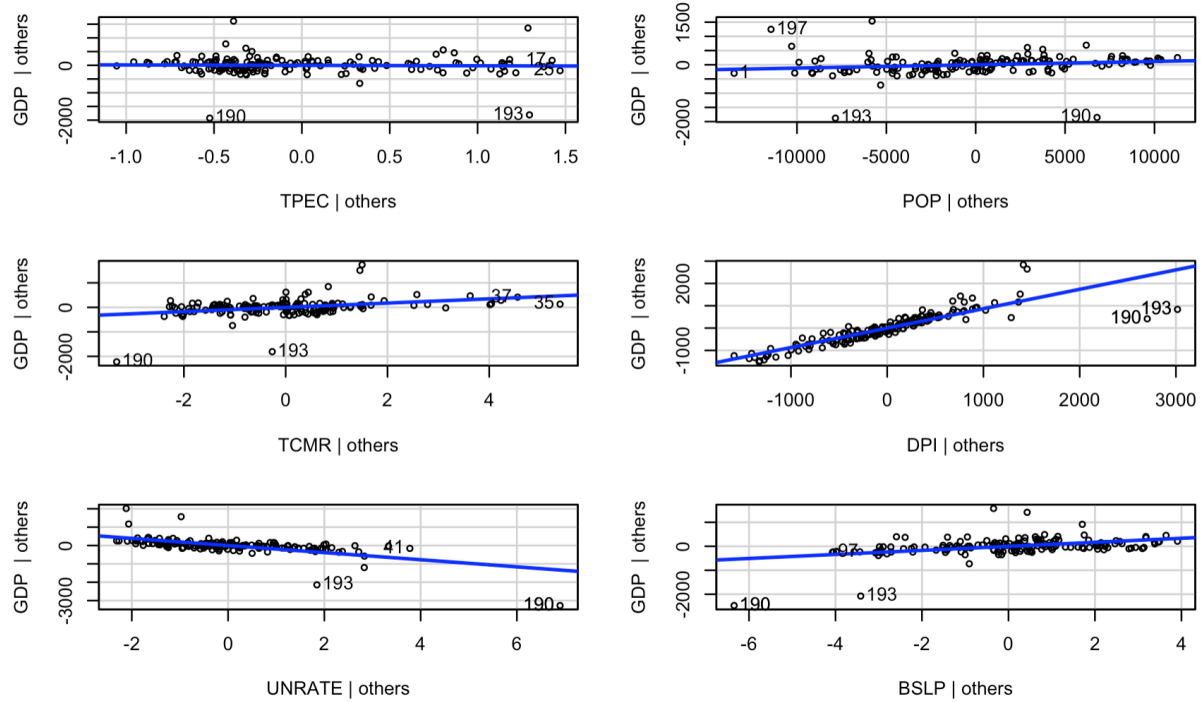 GDP | others
-2000 0
17
25
190
193
-1.0 -0.5 0.0 0.5 1.0 1.5
TPEC | others
GDP | others
-2000 0 1500
197
1
193
190
-10000 -5000 0 5000 10000
POP | others
GDP | others
-2000 0
37
35
190
193
-2 0 2 4
TCMR | others
GDP | others
-1000 2000
190
193
-1000 0 1000 2000 3000
DPI | others
GDP | others
-3000 0
41
193
190
-2 0 2 4 6
UNRATE | others
GDP | others
-2000 0
97
193
190
-6 -4 -2 0 2 4
BSLP | others